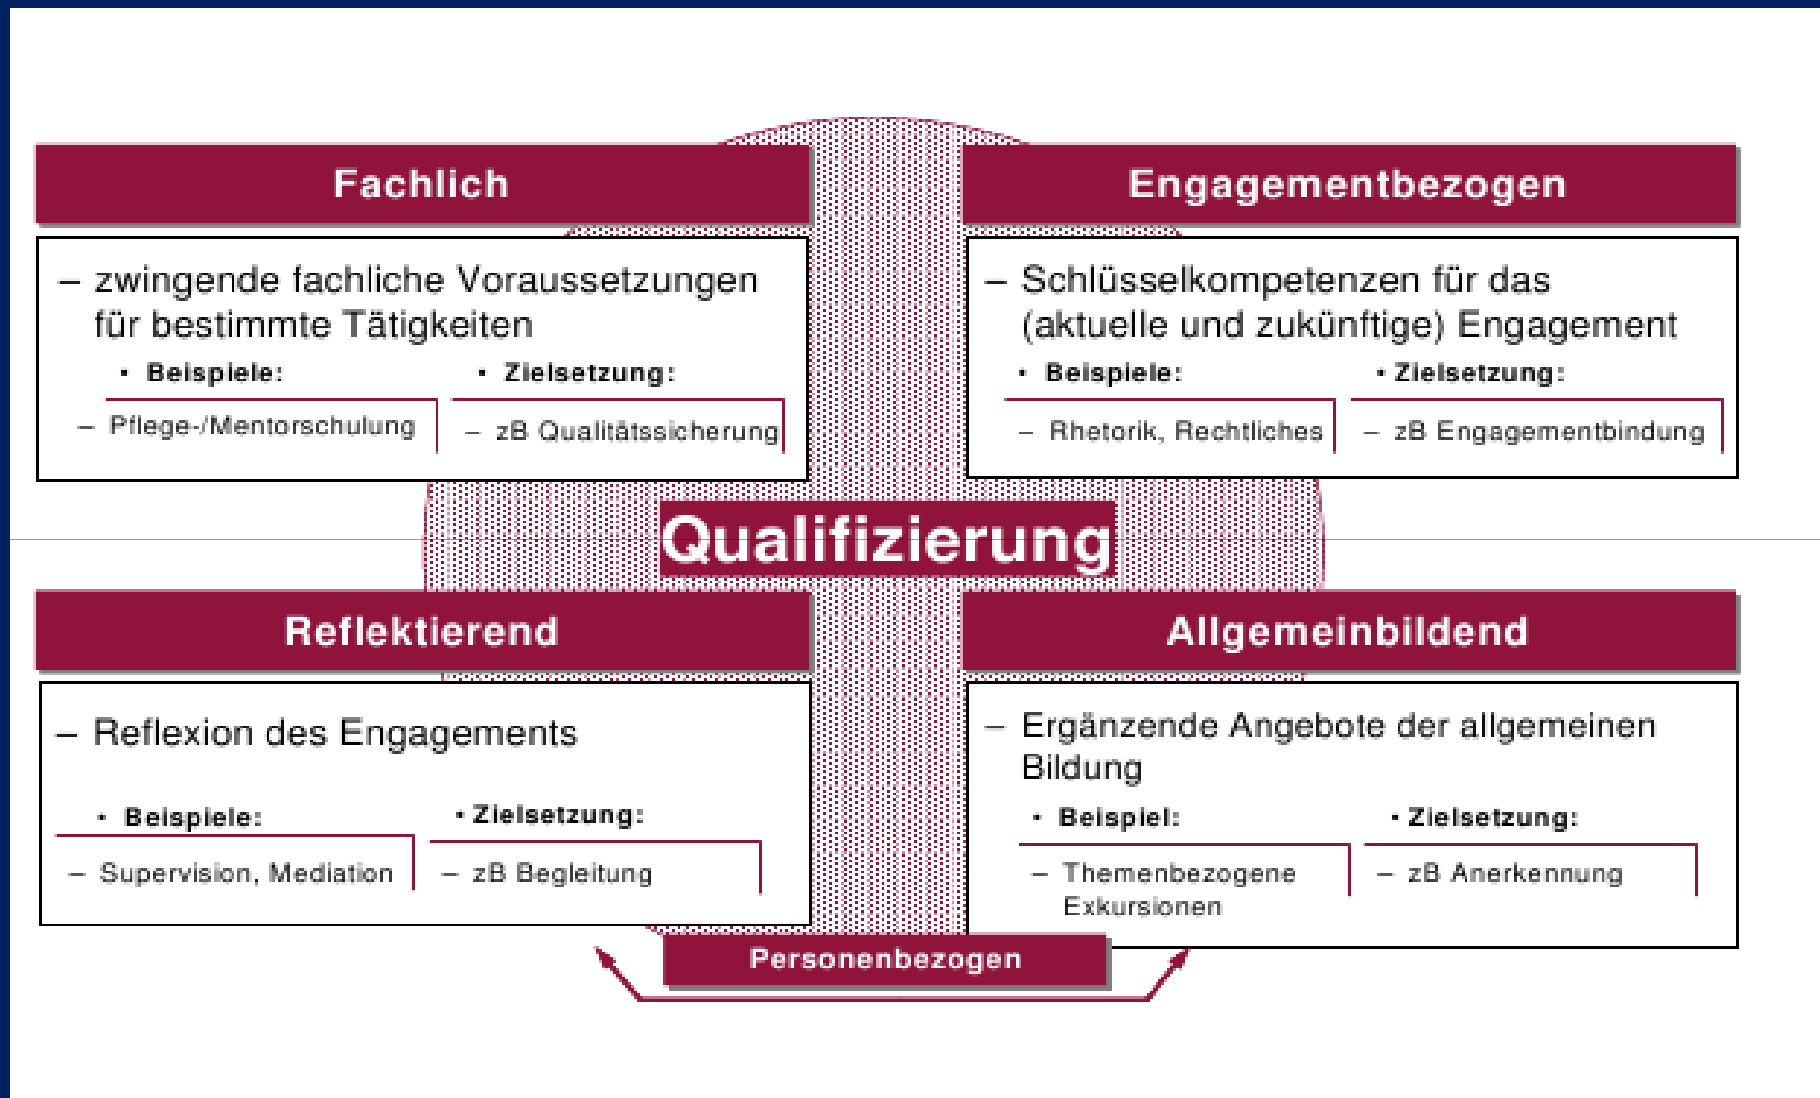 Fachlich
– zwingende fachliche Voraussetzungen
für bestimmte Tätigkeiten
• Beispiele:
– Pflege-/Mentorschulung
• Zielsetzung:
– zB Qualitätssicherung
Engagementbezogen
– Schlüsselkompetenzen für das
(aktuelle und zukünftige) Engagement
• Beispiele:
– Rhetorik, Rechtliches
• Zielsetzung:
– zB Engagementbindung
Qualifizierung
Reflektierend
– Reflexion des Engagements
• Beispiele:
– Supervision, Mediation
• Zielsetzung:
– zB Begleitung
Allgemeinbildend
– Ergänzende Angebote der allgemeinen
Bildung
• Beispiel:
– Themenbezogene
Exkursionen
• Zielsetzung:
– zB Anerkennung
Personenbezogen